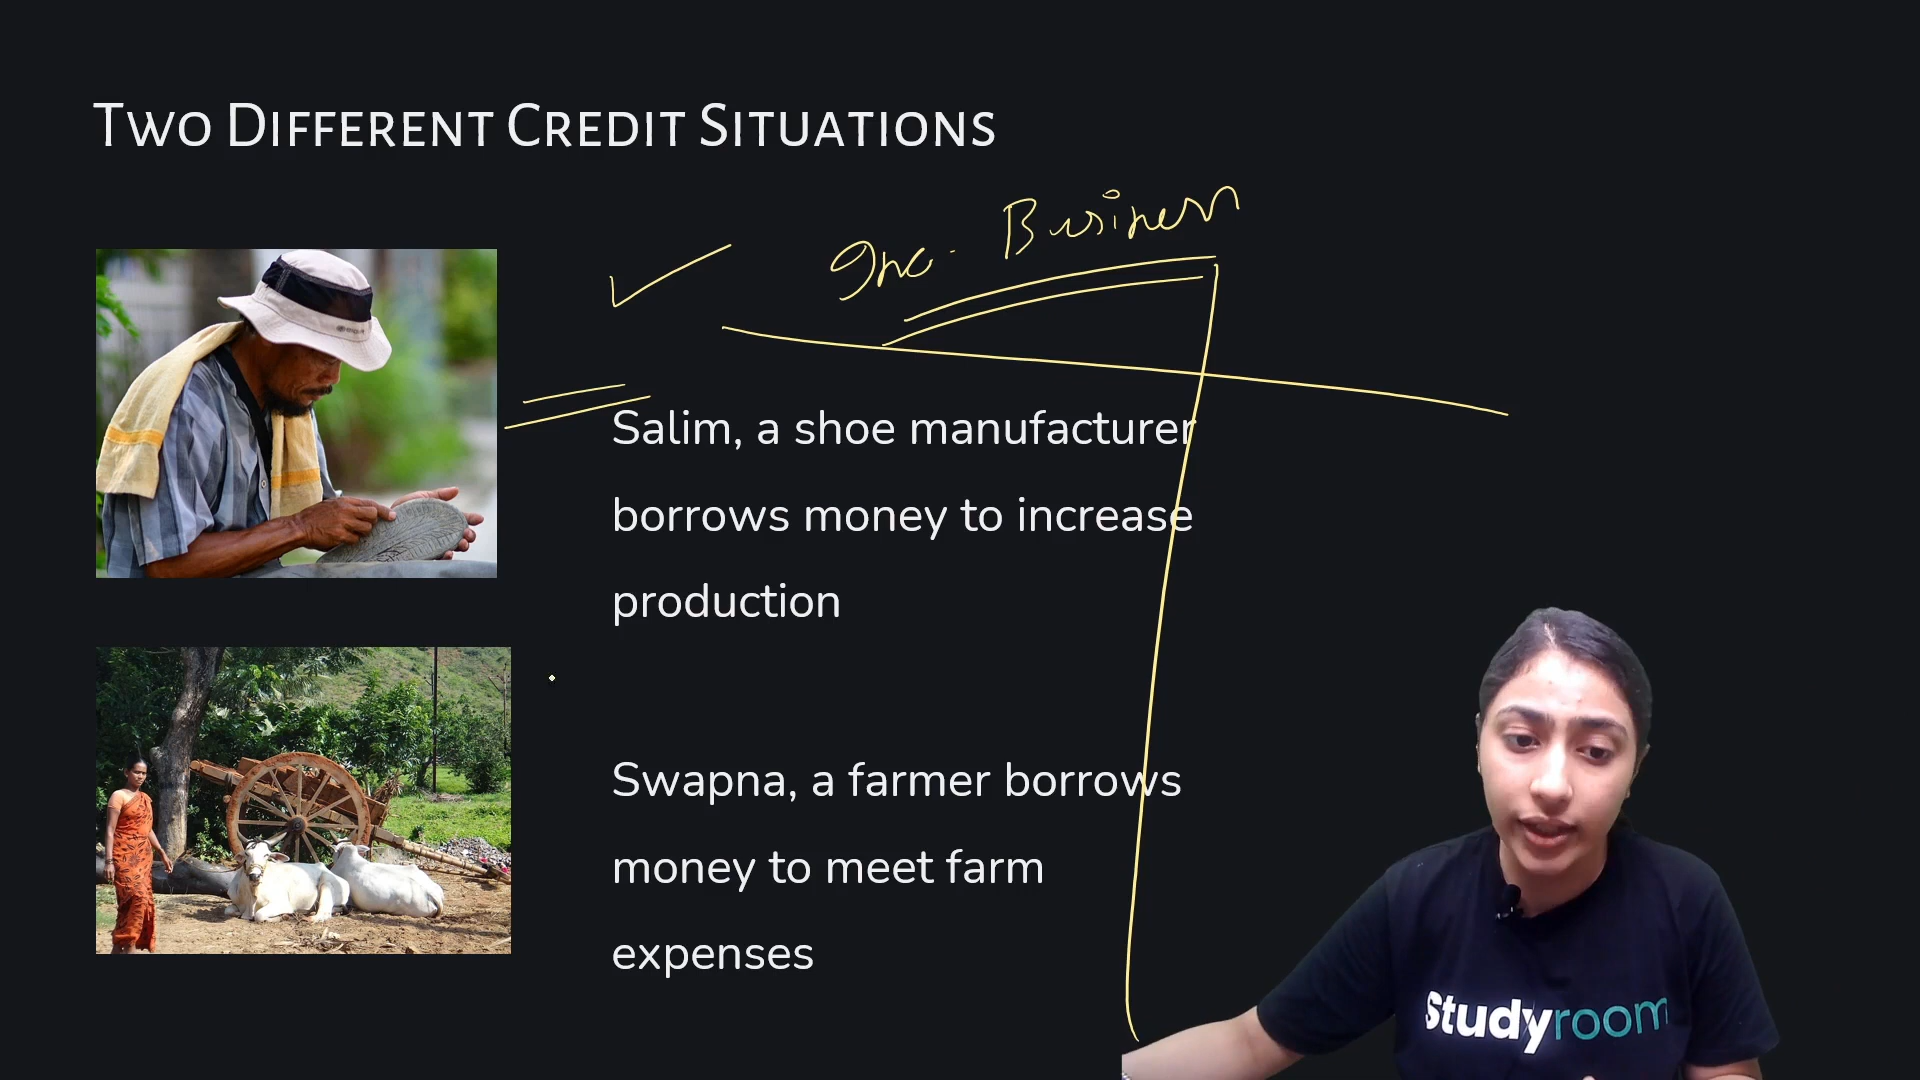 Two Different Credit Situations
Inc. Business
Salim, a shoe manufacturer
borrows money to increase
production
Swapna, a farmer borrows
money to meet farm
expenses
Studyroom